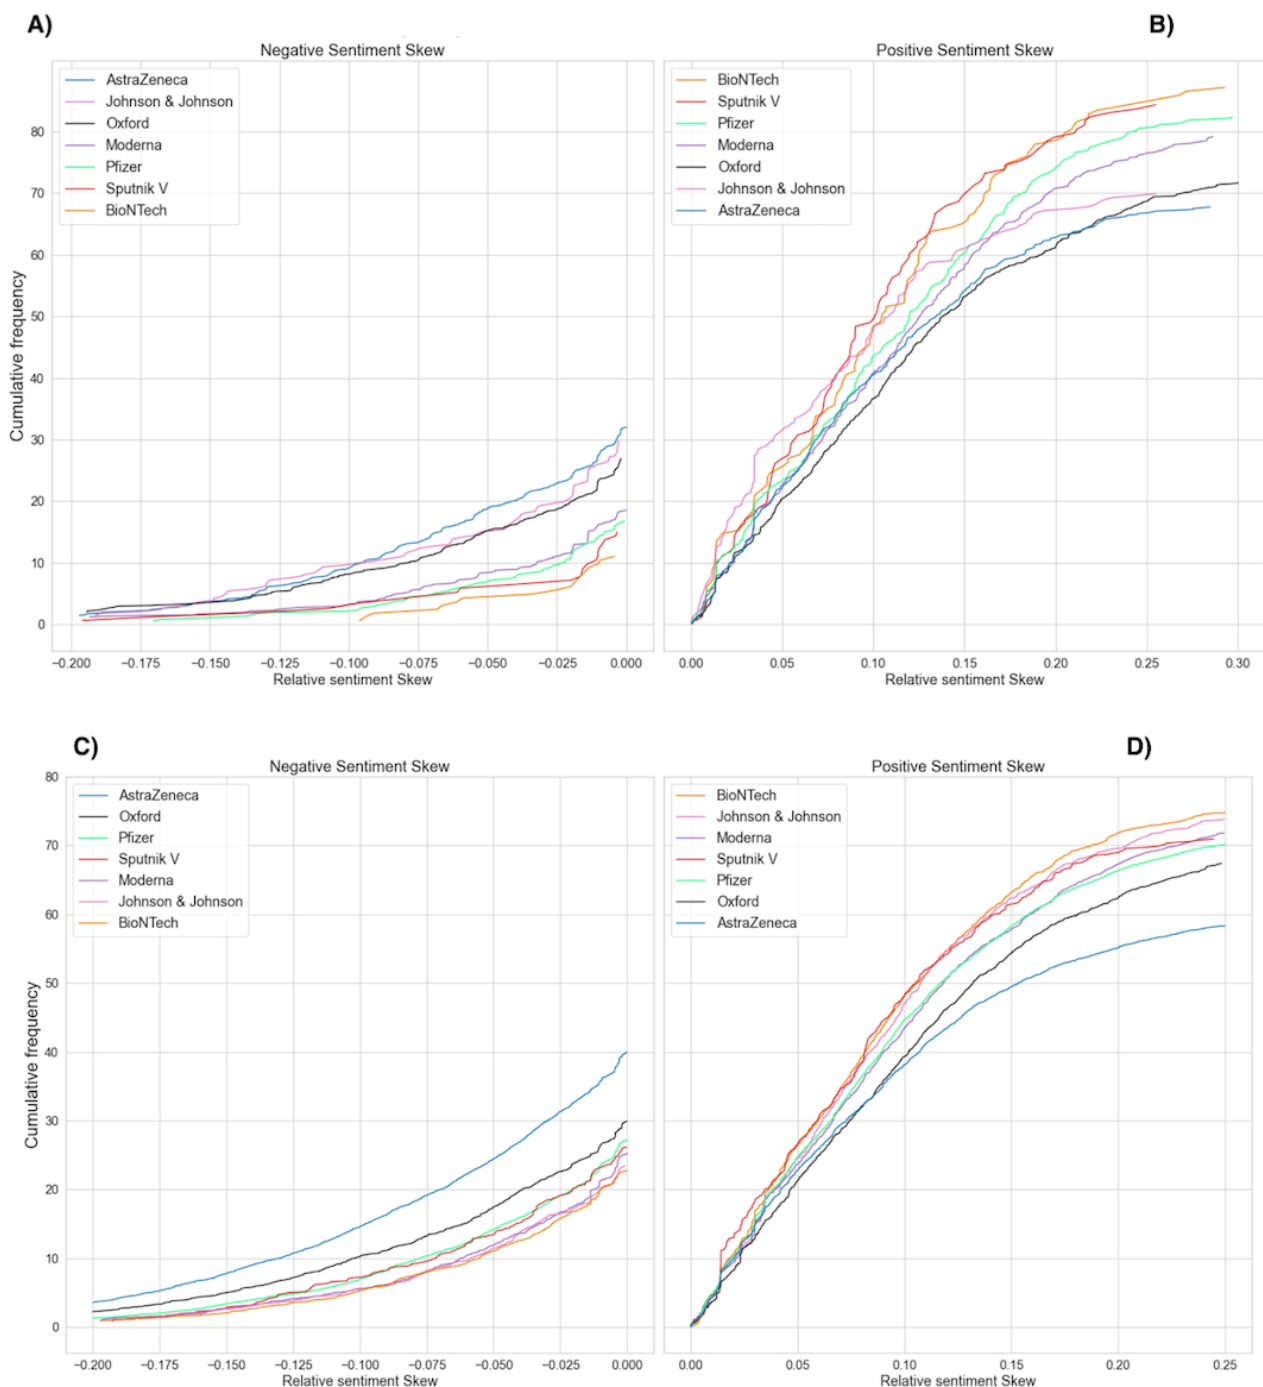 A)
B)
Negative Sentiment Skew
Positive Sentiment Skew
AstraZeneca
Johnson & Johnson
Oxford
Moderna
Pfizer
Sputnik V
BioNTech
BioNTech
Sputnik V
Pfizer
Moderna
Oxford
Johnson & Johnson
AstraZeneca
Cumulative frequency
80
70
60
50
40
30
20
10
0
−0.200 −0.175 −0.150 −0.125 −0.100 −0.075 −0.050 −0.025 0.000
Relative sentiment Skew
0.00 0.05 0.10 0.15 0.20 0.25 0.30
Relative sentiment Skew
C)
D)
Negative Sentiment Skew
Positive Sentiment Skew
AstraZeneca
Oxford
Pfizer
Sputnik V
Moderna
Johnson & Johnson
BioNTech
BioNTech
Johnson & Johnson
Moderna
Sputnik V
Pfizer
Oxford
AstraZeneca
Cumulative frequency
80
70
60
50
40
30
20
10
0
−0.200 −0.175 −0.150 −0.125 −0.100 −0.075 −0.050 −0.025 0.000
Relative sentiment Skew
0.00 0.05 0.10 0.15 0.20 0.25
Relative sentiment Skew